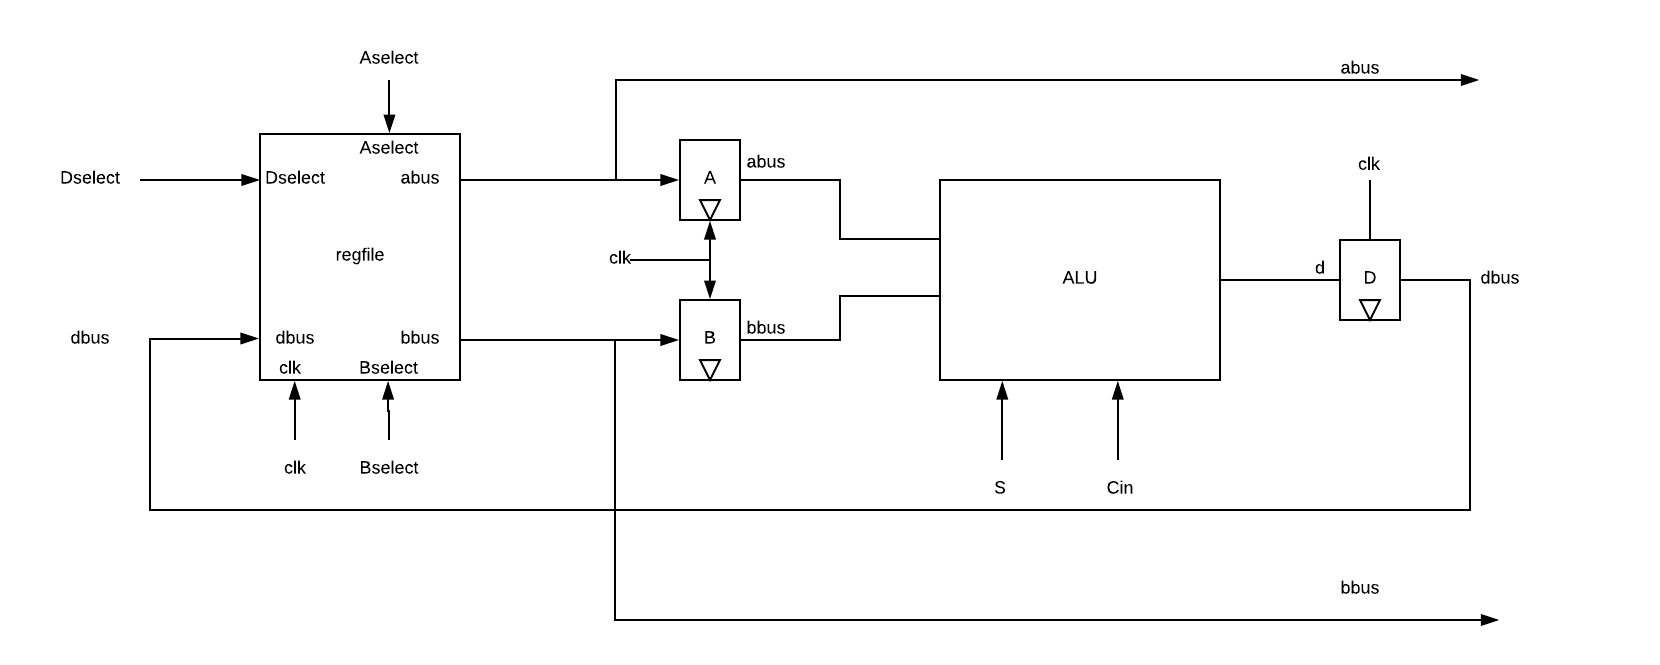 Aselect
abus
Aselect
Dselect
Dselect
abus
A
abus
clk
regfile
clk
ALU
d
D
dbus
dbus
dbus
bbus
B
bbus
clk
Bselect
clk
Bselect
S
Cin
bbus